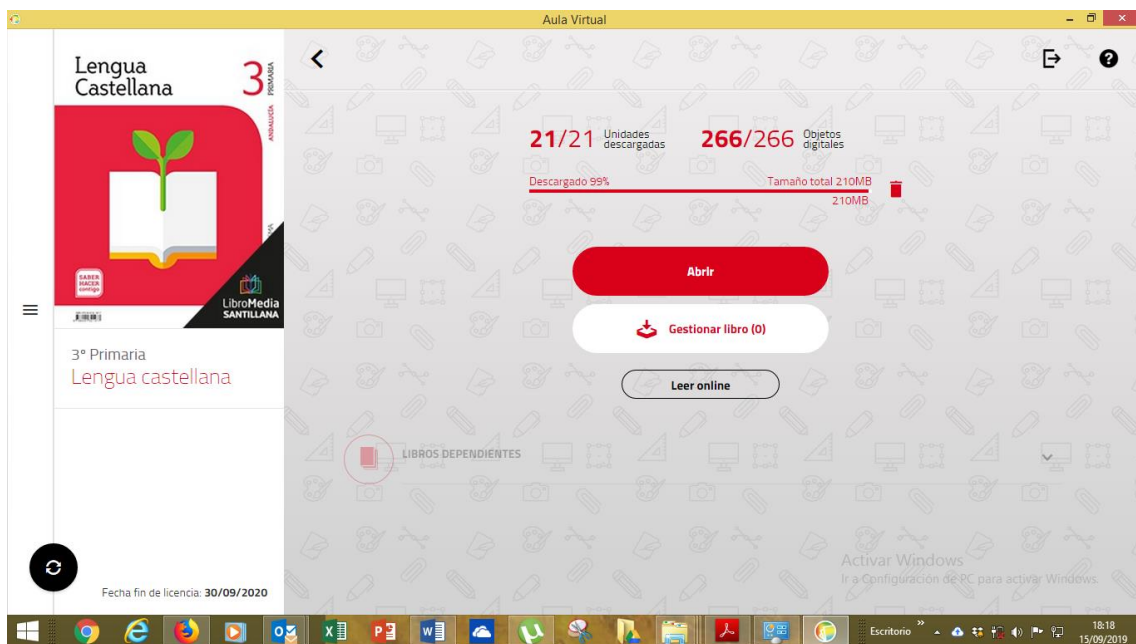 Aula Virtual
Lengua
Castellana
3
PRIMARIA
ANDALUCÍA
SABER
HACER
contigo
LibroMedia
SANTILLANA
3º Primaria
Lengua castellana
Fecha fin de licencia: 30/09/2020
21/21 Unidades
descargadas
266/266 Objetos
digitales
Descargado 99%
Tamaño total 210MB
210MB
Abrir
Gestionar libro (0)
Leer online
LIBROS DEPENDIENTES
Activar Windows
Ir a Configuración de PC para activar Windows.
Escritorio
18:18
15/09/2019